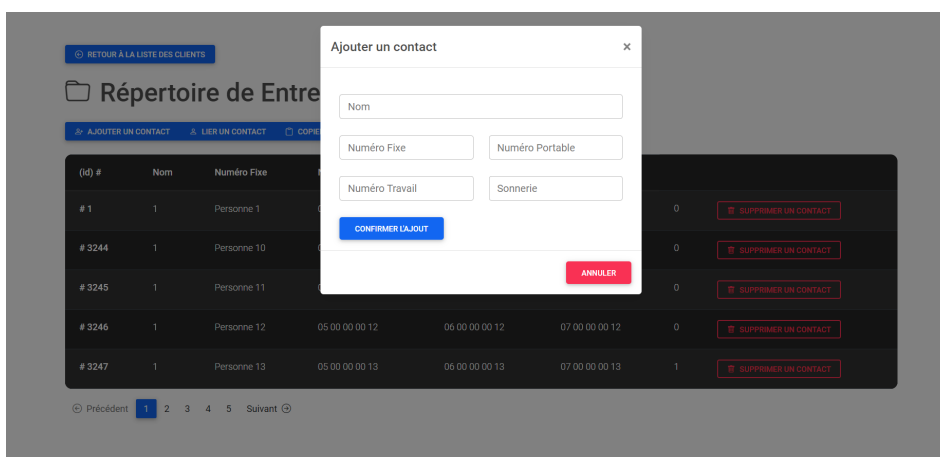 Ajouter un contact ×
RETOUR À LA LISTE DES CLIENTS
Répertoire de Entre
Nom
AJOUTER UN CONTACT LIER UN CONTACT COPIE
Numéro Fixe Numéro Portable
(id) # Nom Numéro Fixe
Numéro Travail Sonnerie
# 1 1 Personne 1 0 SUPPRIMER UN CONTACT
CONFIRMER L'AJOUT
# 3244 1 Personne 10 0 SUPPRIMER UN CONTACT
ANNULER
# 3245 1 Personne 11 0 SUPPRIMER UN CONTACT
# 3246 1 Personne 12 05 00 00 00 12 06 00 00 00 12 07 00 00 00 12 0 SUPPRIMER UN CONTACT
# 3247 1 Personne 13 05 00 00 00 13 06 00 00 00 13 07 00 00 00 13 1 SUPPRIMER UN CONTACT
Précédent 1 2 3 4 5 Suivant